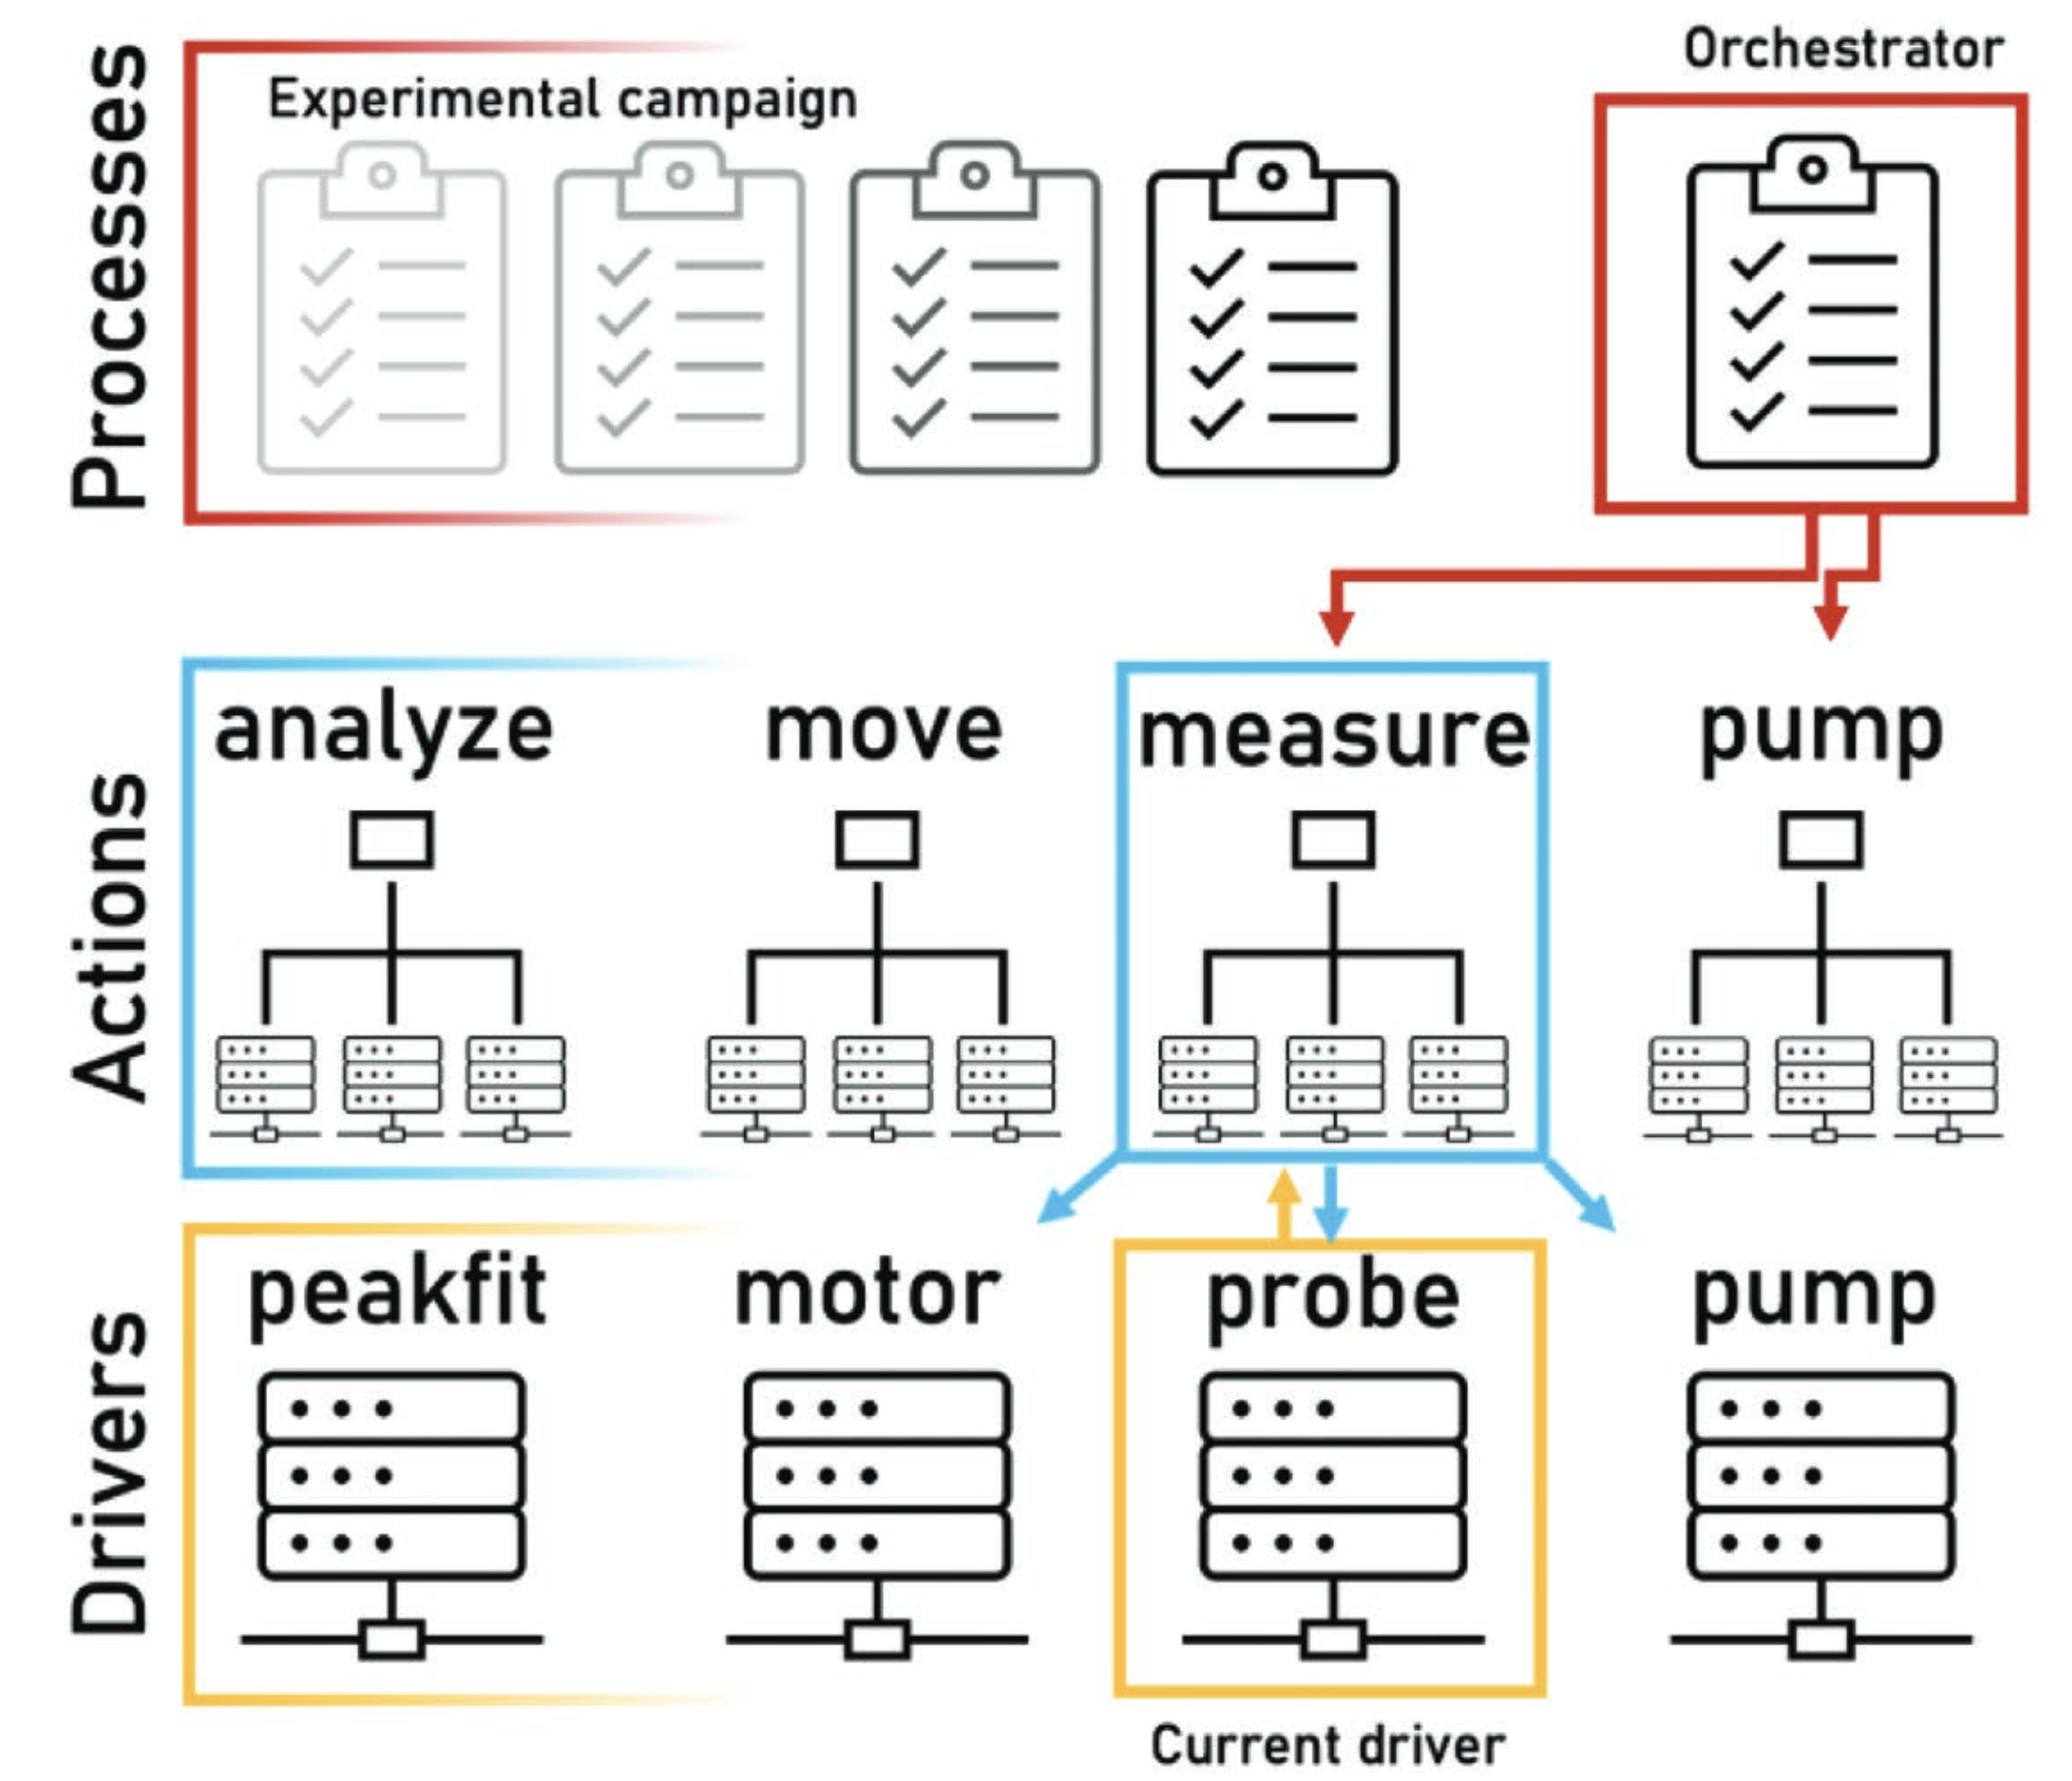 Processes
Experimental campaign
Orchestrator
Actions
analyze
move
measure
pump
Drivers
peakfit
motor
probe
pump
Current driver